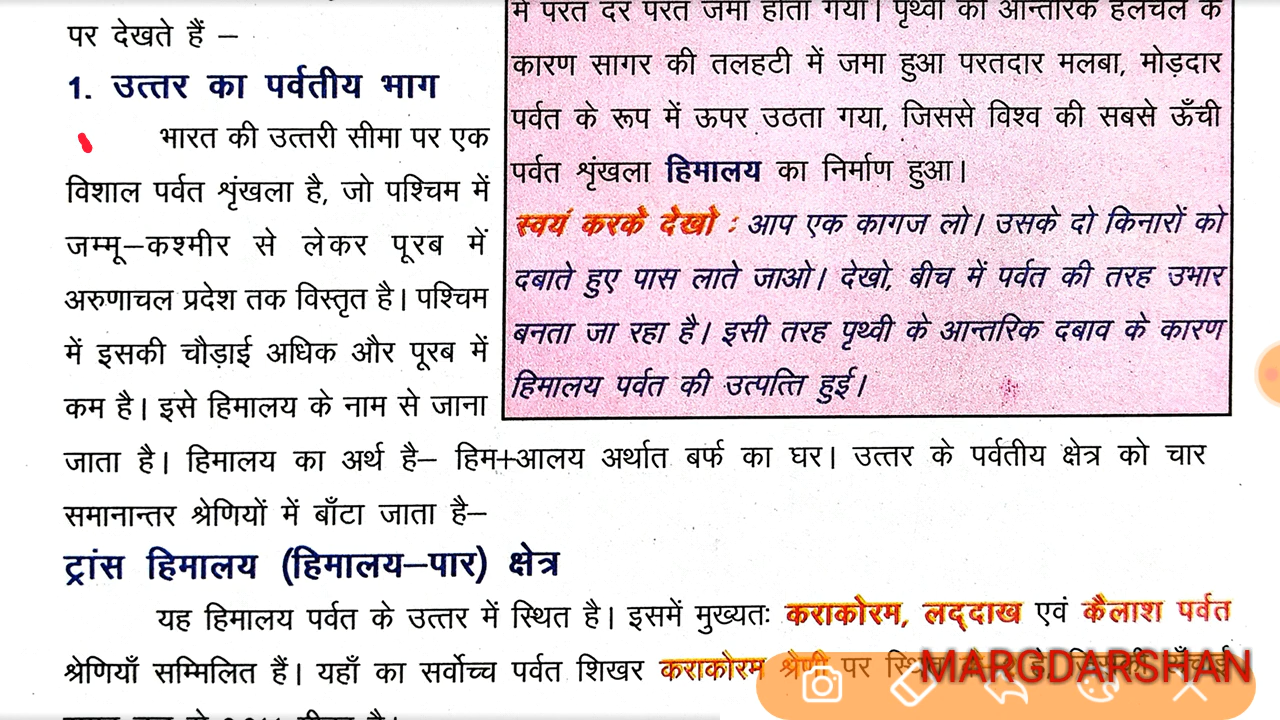 पर देखते हैं –
1. उत्तर का पर्वतीय भाग
भारत की उत्तरी सीमा पर एक
विशाल पर्वत शृंखला है, जो पश्चिम में
जम्मू–कश्मीर से लेकर पूरब में
अरुणाचल प्रदेश तक विस्तृत है। पश्चिम
में इसकी चौड़ाई अधिक और पूरब में
कम है। इसे हिमालय के नाम से जाना
जाता है। हिमालय का अर्थ है– हिम+आलय अर्थात बर्फ का घर। उत्तर के पर्वतीय क्षेत्र को चार
समानान्तर श्रेणियों में बाँटा जाता है–
में परत दर परत जमा होता गया। पृथ्वी की आन्तरिक हलचल के
कारण सागर की तलहटी में जमा हुआ परतदार मलबा, मोड़दार
पर्वत के रूप में ऊपर उठता गया, जिससे विश्व की सबसे ऊँची
पर्वत शृंखला हिमालय का निर्माण हुआ।
स्वयं करके देखो : आप एक कागज लो। उसके दो किनारों को
दबाते हुए पास लाते जाओ। देखो, बीच में पर्वत की तरह उभार
बनता जा रहा है। इसी तरह पृथ्वी के आन्तरिक दबाव के कारण
हिमालय पर्वत की उत्पत्ति हुई।
ट्रांस हिमालय (हिमालय–पार) क्षेत्र
यह हिमालय पर्वत के उत्तर में स्थित है। इसमें मुख्यतः कराकोरम, लद्दाख एवं कैलाश पर्वत
श्रेणियाँ सम्मिलित हैं। यहाँ का सर्वोच्च पर्वत शिखर कराकोरम श्रेणी पर
MARGDARSHAN